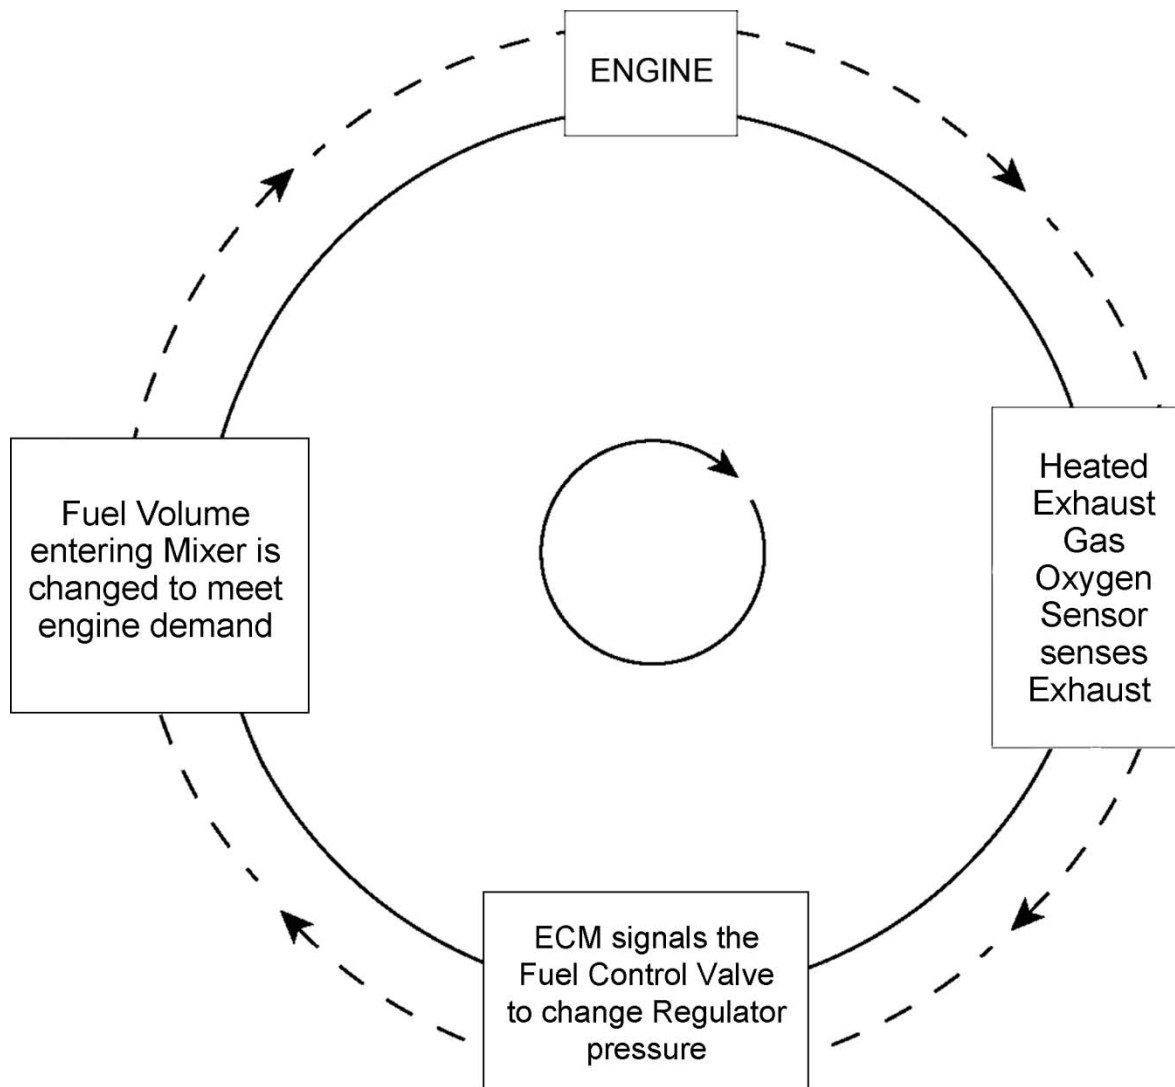 ENGINE
Heated
Exhaust
Gas
Oxygen
Sensor
senses
Exhaust
Fuel Volume
entering Mixer is
changed to meet
engine demand
ECM signals the
Fuel Control Valve
to change Regulator
pressure